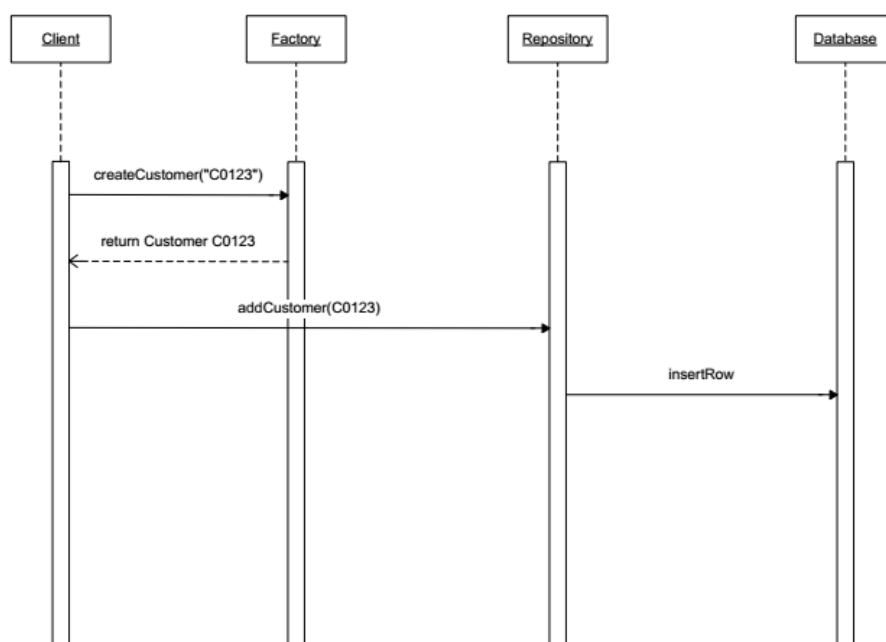 Client
Factory
Repository
Database
createCustomer("C0123")
return Customer C0123
addCustomer(C0123)
insertRow